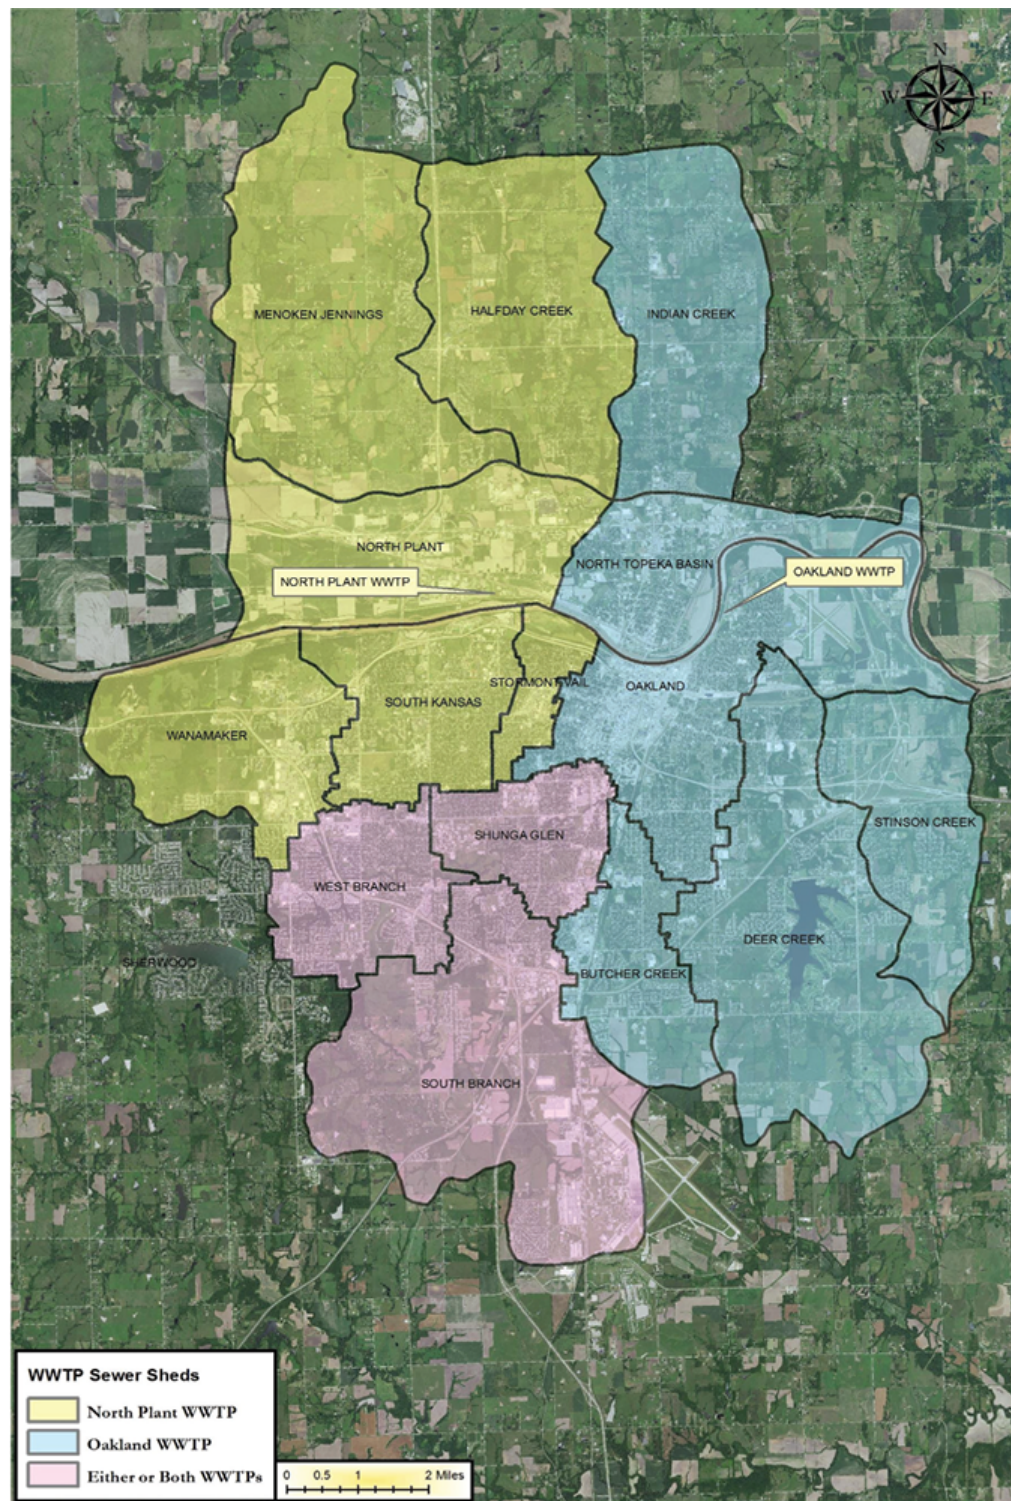 N
W E
S
MENOKEN JENNINGS
HALFDAY CREEK
INDIAN CREEK
NORTH PLANT
NORTH TOPEKA BASIN
NORTH PLANT WWTP
OAKLAND WWTP
STORMONT VAIL
OAKLAND
SOUTH KANSAS
WANAMAKER
STINSON CREEK
SHUNGA GLEN
WEST BRANCH
DEER CREEK
SHERWOOD
BUTCHER CREEK
SOUTH BRANCH
WWTP Sewer Sheds
North Plant WWTP
Oakland WWTP
Either or Both WWTPs
0 0.5 1 2 Miles